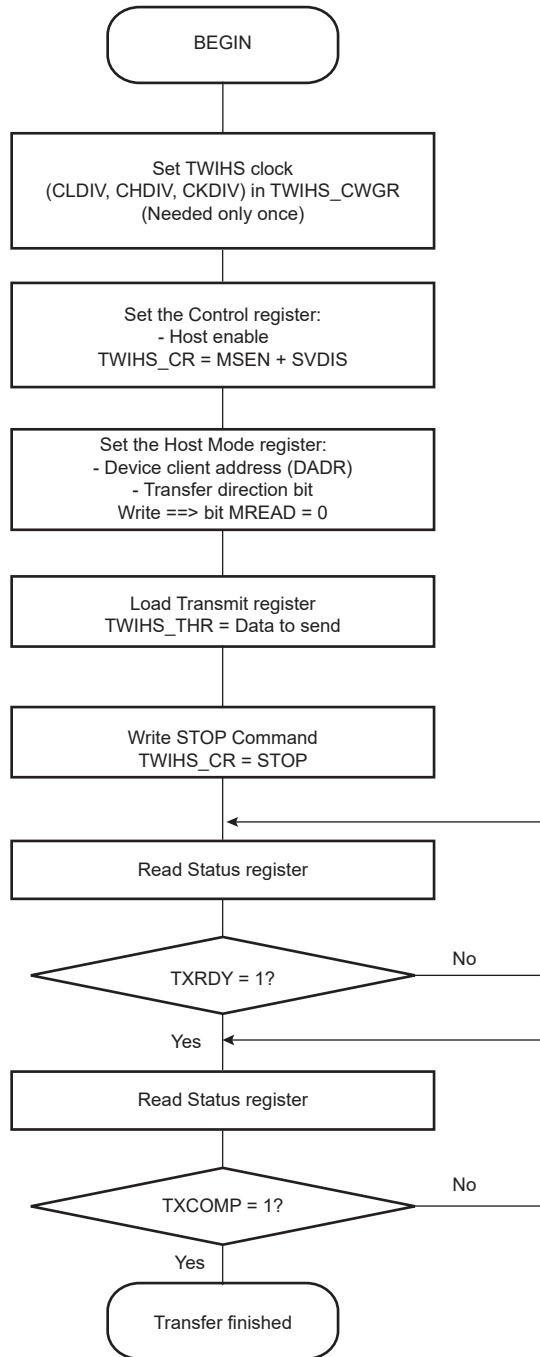 BEGIN
Set TWIHS clock
(CLDIV, CHDIV, CKDIV) in TWIHS_CWGR
(Needed only once)
Set the Control register:
- Host enable
TWIHS_CR = MSEN + SVDIS
Set the Host Mode register:
- Device client address (DADR)
- Transfer direction bit
Write ==> bit MREAD = 0
Load Transmit register
TWIHS_THR = Data to send
Write STOP Command
TWIHS_CR = STOP
Read Status register
TXRDY = 1?
No
Yes
Read Status register
TXCOMP = 1?
No
Yes
Transfer finished